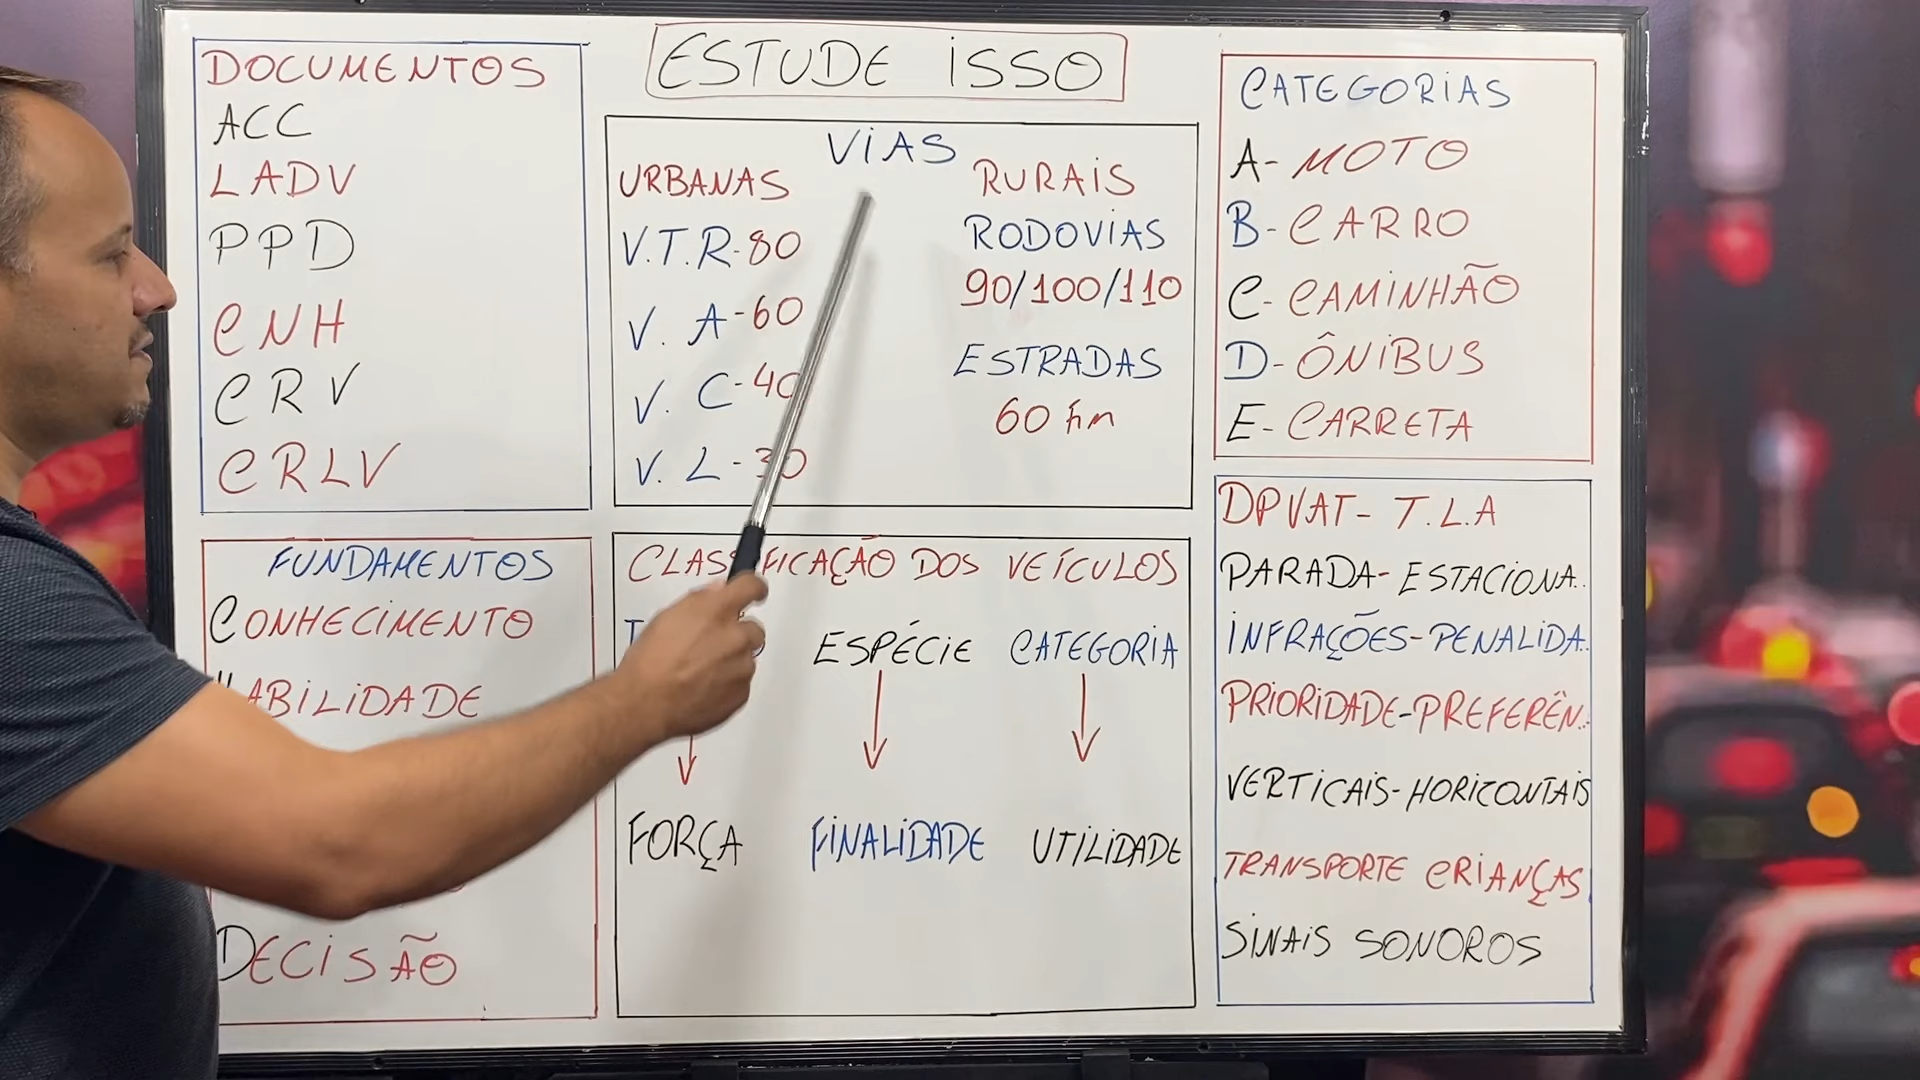 ESTUDE ISSO
DOCUMENTOS
ACC
LADV
PPD
CNH
CRV
CRLV
VIAS
URBANAS
V.T.R-80
V. A-60
V. C-40
V. L-30
RURAIS
RODOVIAS
90/100/110
ESTRADAS
60 km
CATEGORIAS
A-MOTO
B-CARRO
C-CAMINHÃO
D-ÔNIBUS
E-CARRETA
FUNDAMENTOS
CONHECIMENTO
HABILIDADE
DECISÃO
CLASSIFICAÇÃO DOS VEÍCULOS
ESPÉCIE CATEGORIA
FORÇA FINALIDADE UTILIDADE
DPVAT- T.L.A
PARADA-ESTACIONA..
INFRAÇÕES-PENALIDA..
PRIORIDADE-PREFERÊN..
VERTICAIS-HORIZONTAIS
TRANSPORTE CRIANÇAS
SINAIS SONOROS